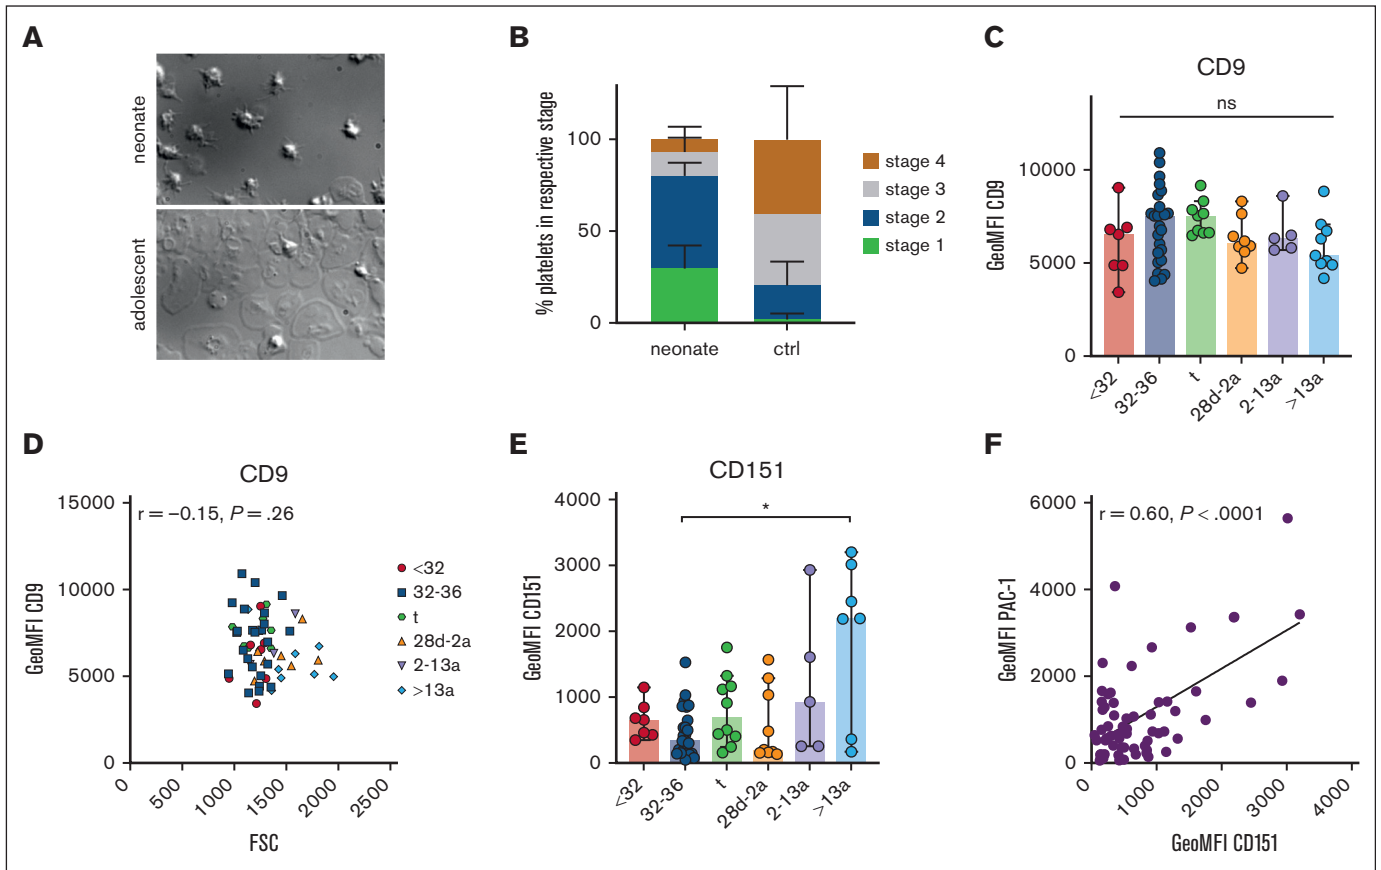 A
neonate
adolescent
B
% platelets in respective stage
100
50
0
neonate
ctrl
stage 4
stage 3
stage 2
stage 1
C
CD9
ns
GeoMFI CD9
10000
5000
0
<32
32-36
t
28d-2a
2-13a
>13a
D
CD9
r = –0.15, P = .26
GeoMFI CD9
15000
10000
5000
0
0
500
1000
1500
2000
2500
FSC
<32
32-36
t
28d-2a
2-13a
>13a
E
CD151
*
GeoMFI CD151
4000
3000
2000
1000
0
<32
32-36
t
28d-2a
2-13a
>13a
F
r = 0.60, P < .0001
GeoMFI PAC-1
6000
4000
2000
0
0
1000
2000
3000
4000
GeoMFI CD151